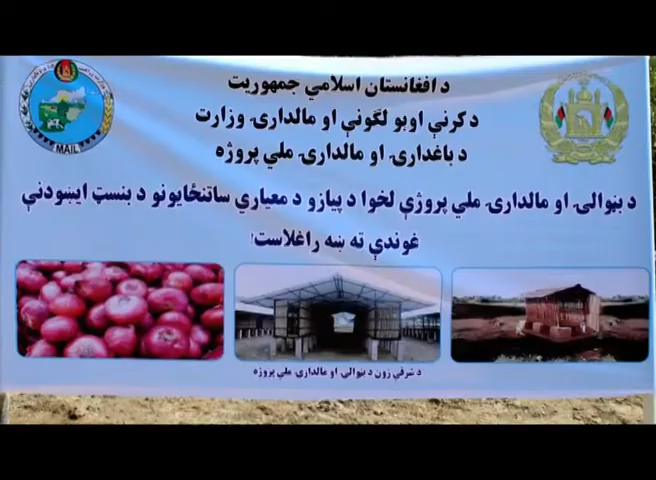 د افغانستان اسلامي جمهوریت
د کرنې اوبو لګونې او مالدارۍ وزارت
د باغدارۍ او مالدارۍ ملي پروژه
د بڼوالۍ او مالدارۍ ملي پروژې لخوا د پیازو د معیاري ساتنځایونو د بنسټ ایښودنې
غونډې ته ښه راغلاست!
MAIL
د شرقي زون د بڼوالۍ او مالدارۍ ملي پروژه